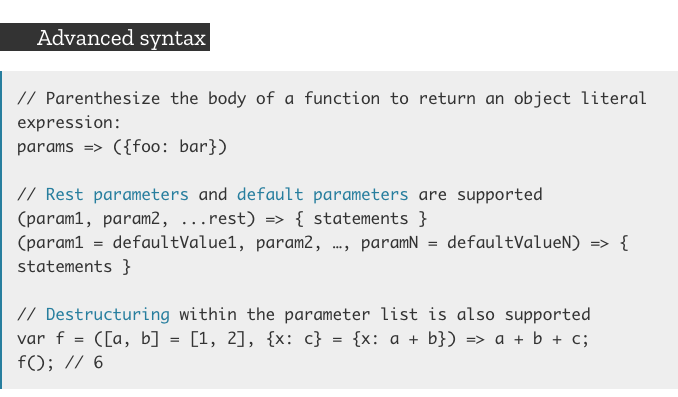 Advanced syntax
// Parenthesize the body of a function to return an object literal
expression:
params => ({foo: bar})
// Rest parameters and default parameters are supported
(param1, param2, ...rest) => { statements }
(param1 = defaultValue1, param2, …, paramN = defaultValueN) => {
statements }
// Destructuring within the parameter list is also supported
var f = ([a, b] = [1, 2], {x: c} = {x: a + b}) => a + b + c;
f(); // 6